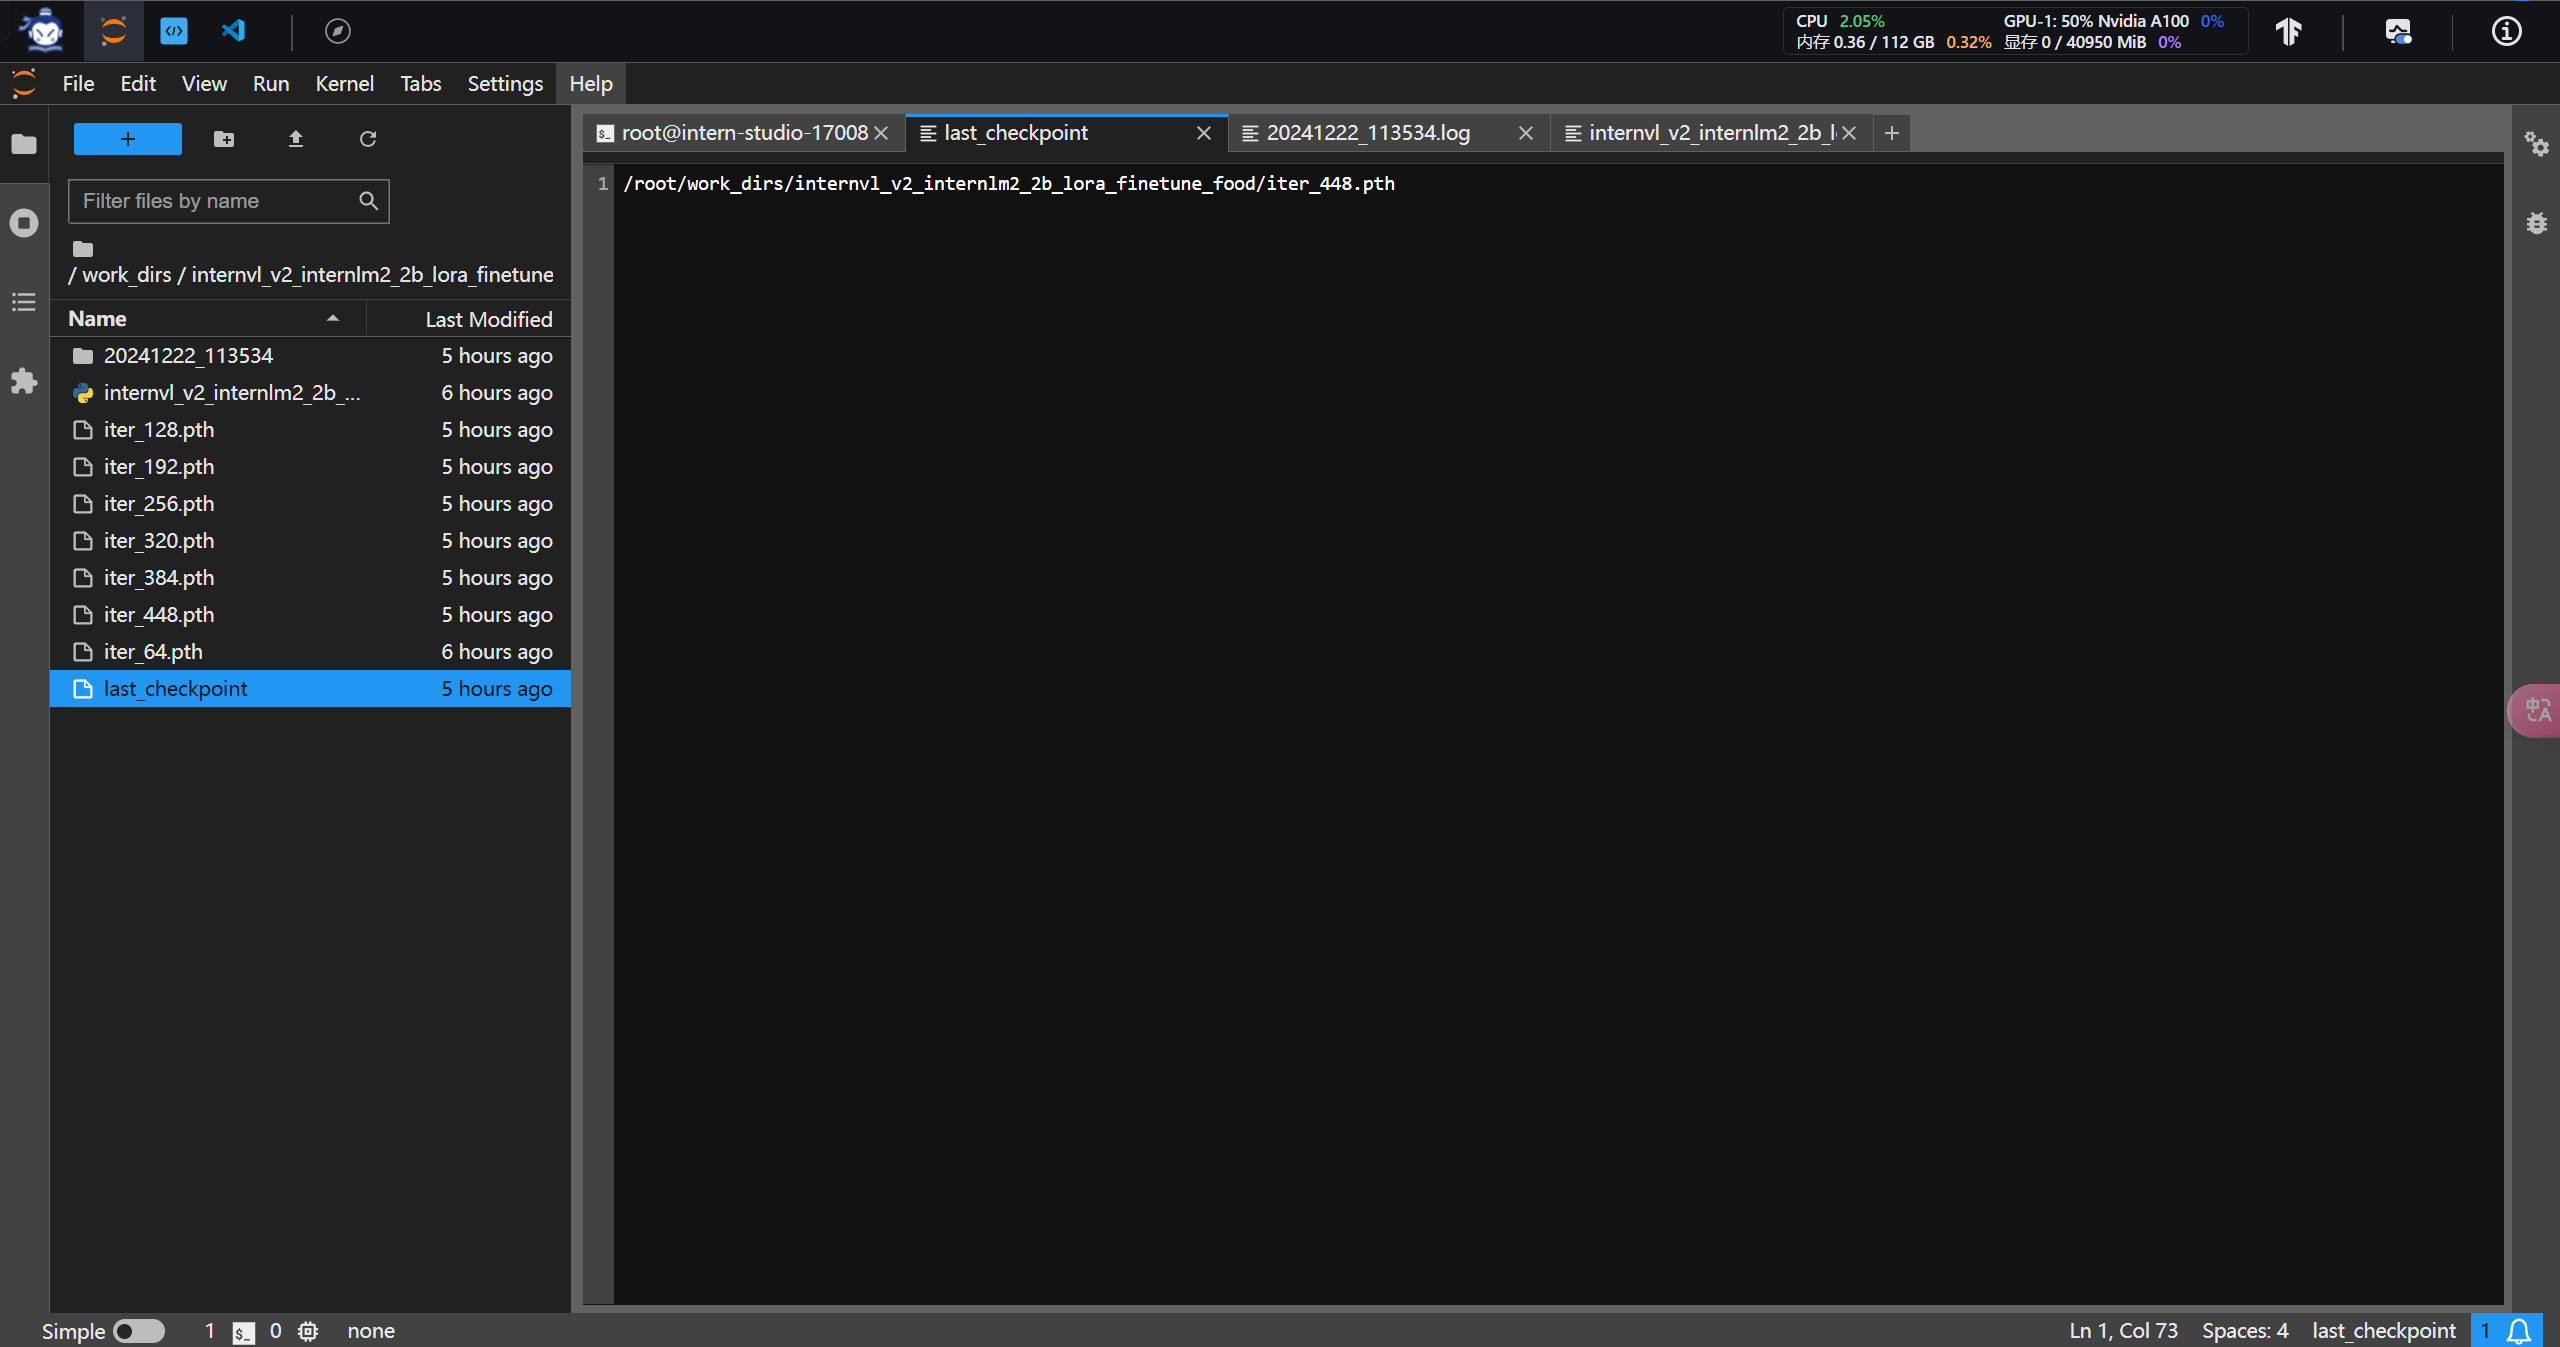 CPU 2.05% GPU-1: 50% Nvidia A100 0%
内存 0.36 / 112 GB 0.32% 显存 0 / 40950 MiB 0%
File Edit View Run Kernel Tabs Settings Help
root@intern-studio-17008
last_checkpoint
20241222_113534.log
internvl_v2_internlm2_2b_l
Filter files by name
/ work_dirs / internvl_v2_internlm2_2b_lora_finetune
Name Last Modified
20241222_113534 5 hours ago
internvl_v2_internlm2_2b_... 6 hours ago
iter_128.pth 5 hours ago
iter_192.pth 5 hours ago
iter_256.pth 5 hours ago
iter_320.pth 5 hours ago
iter_384.pth 5 hours ago
iter_448.pth 5 hours ago
iter_64.pth 6 hours ago
last_checkpoint 5 hours ago
1 /root/work_dirs/internvl_v2_internlm2_2b_lora_finetune_food/iter_448.pth
中A
Simple 1 $_ 0 none
Ln 1, Col 73 Spaces: 4 last_checkpoint 1